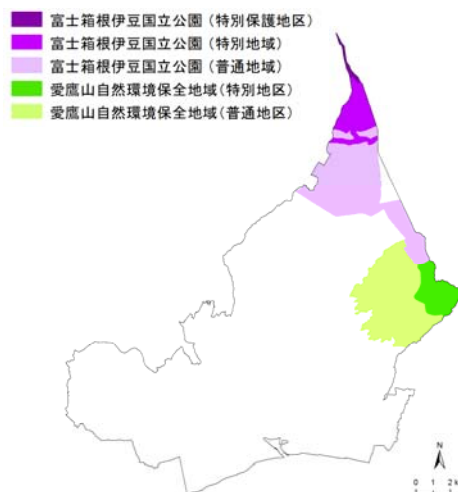 富士箱根伊豆国立公園（特別保護地区）
富士箱根伊豆国立公園（特別地域）
富士箱根伊豆国立公園（普通地域）
愛鷹山自然環境保全地域（特別地区）
愛鷹山自然環境保全地域（普通地区）
N
0 1 2 k